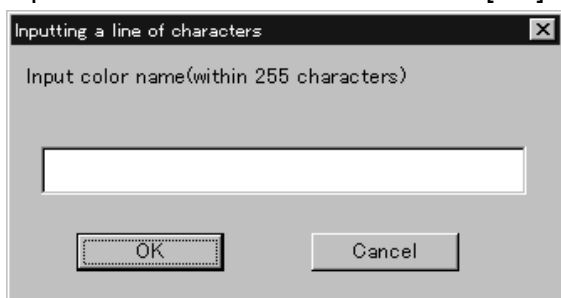 Inputting a line of characters
Input color name(within 255 characters)
OK
Cancel